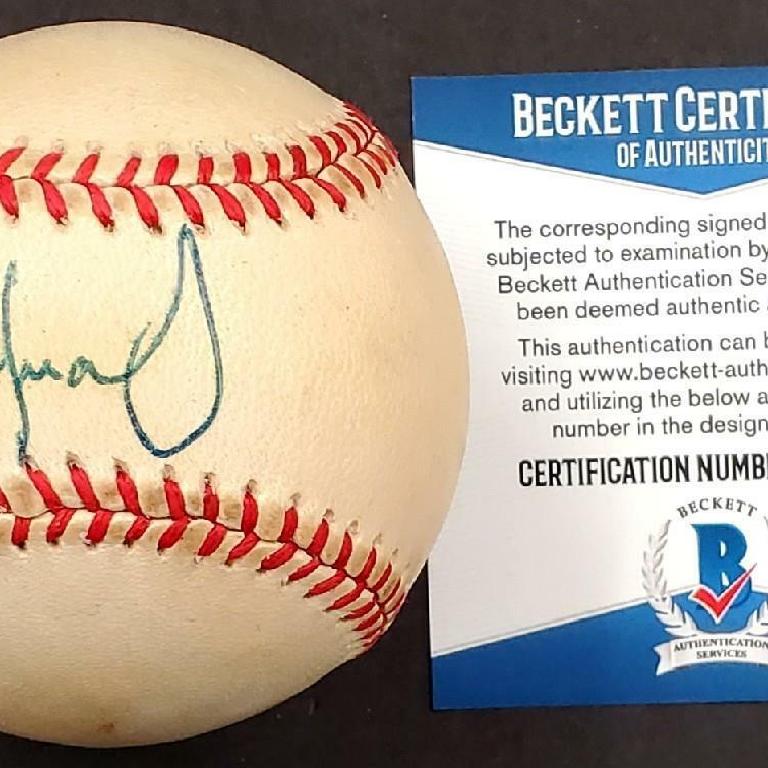 BECKETT CERTI
OF AUTHENTICIT
The corresponding signed
subjected to examination by
Beckett Authentication Se
been deemed authentic
This authentication can b
visiting www.beckett-auth
and utilizing the below a
number in the design
CERTIFICATION NUMB
BECKETT
B
AUTHENTICATION
SERVICES